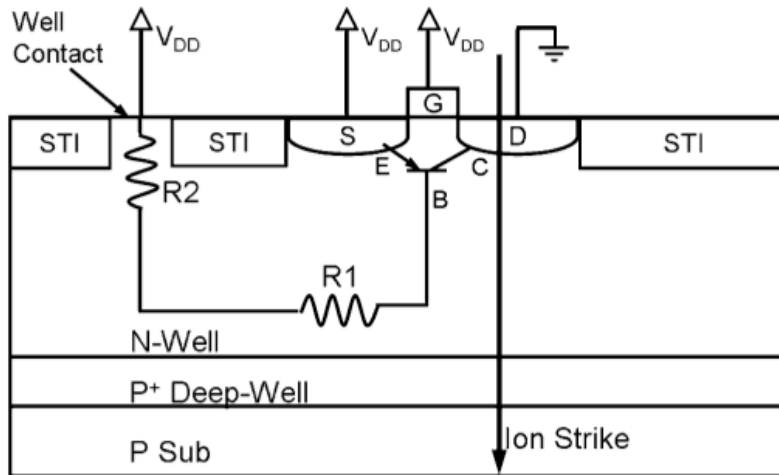 Well
Contact
V_DD
V_DD
V_DD
G
STI
STI
S
D
STI
E
C
B
R2
R1
N-Well
P⁺ Deep-Well
P Sub
Ion Strike